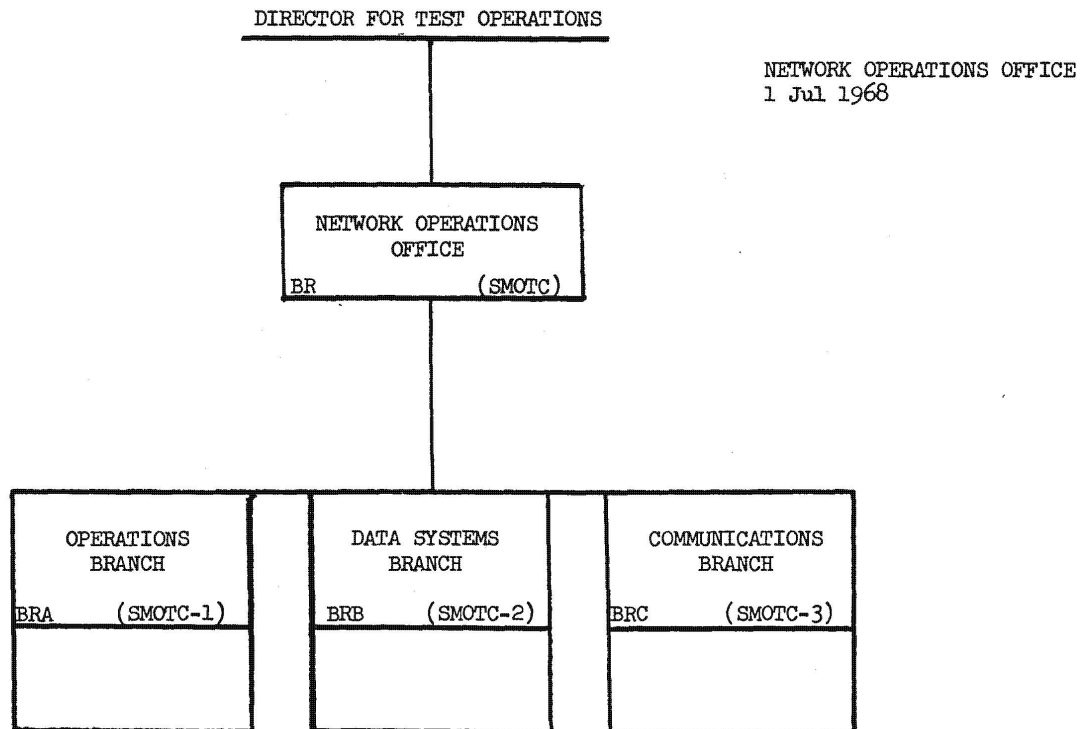 DIRECTOR FOR TEST OPERATIONS
NETWORK OPERATIONS OFFICE
1 Jul 1968
NETWORK OPERATIONS
OFFICE
BR (SMOTC)
OPERATIONS
BRANCH
BRA (SMOTC-1)
DATA SYSTEMS
BRANCH
BRB (SMOTC-2)
COMMUNICATIONS
BRANCH
BRC (SMOTC-3)